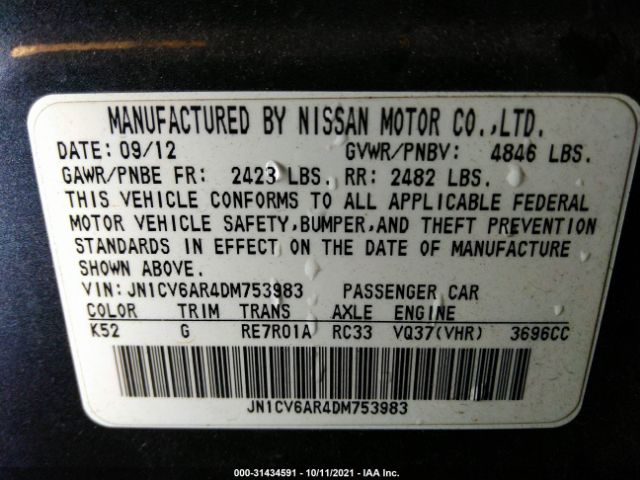 MANUFACTURED BY NISSAN MOTOR CO.,LTD.
DATE: 09/12 GVWR/PNBV: 4846 LBS.
GAWR/PNBE FR: 2423 LBS. RR: 2482 LBS.
THIS VEHICLE CONFORMS TO ALL APPLICABLE FEDERAL
MOTOR VEHICLE SAFETY,BUMPER,AND THEFT PREVENTION
STANDARDS IN EFFECT ON THE DATE OF MANUFACTURE
SHOWN ABOVE.
VIN: JN1CV6AR4DM753983 PASSENGER CAR
COLOR TRIM TRANS AXLE ENGINE
K52 G RE7R01A RC33 VQ37(VHR) 3696CC
JN1CV6AR4DM753983
000-31434591 - 10/11/2021 - IAA Inc.